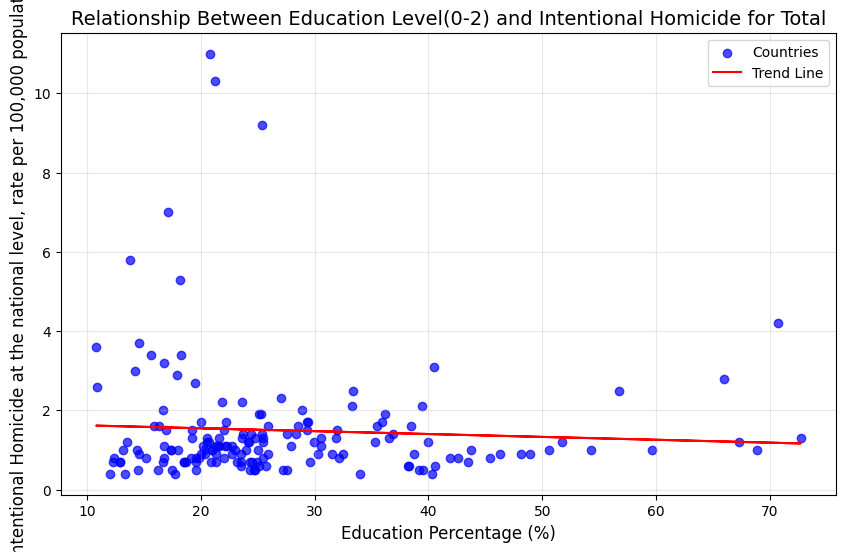 Relationship Between Education Level(0-2) and Intentional Homicide for Total
Countries
Trend Line
ntentional Homicide at the national level, rate per 100,000 populat
10
8
6
4
2
0
10
20
30
40
50
60
70
Education Percentage (%)